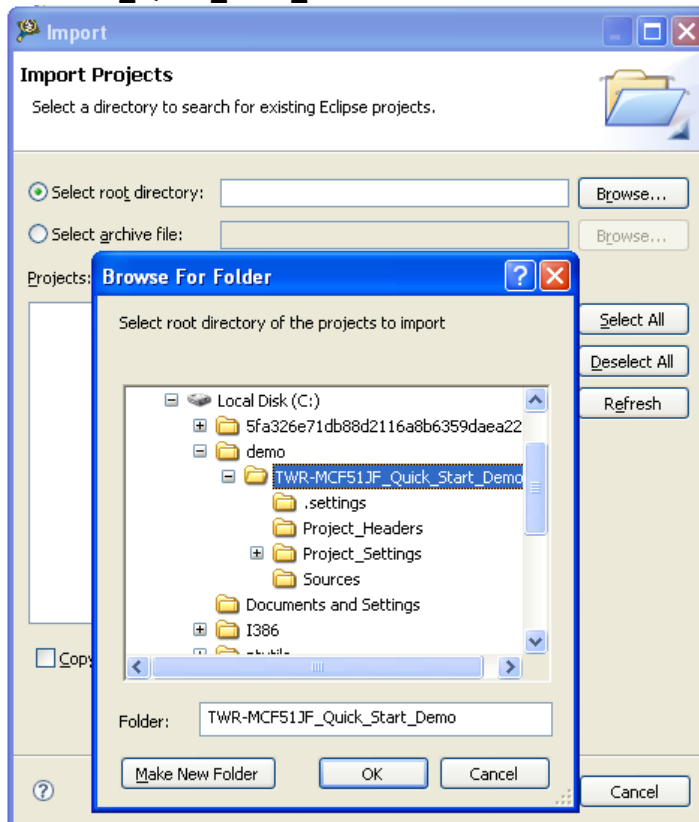 Import
Import Projects
Select a directory to search for existing Eclipse projects.
Select root directory:
Browse...
Select archive file:
Browse...
Projects:
Browse For Folder
Select root directory of the projects to import
Select All
Deselect All
Refresh
Local Disk (C:)
5fa326e71db88d2116a8b6359daea22
demo
TWR-MCF51JF_Quick_Start_Demo
.settings
Project_Headers
Project_Settings
Sources
Documents and Settings
I386
Copy
Folder: TWR-MCF51JF_Quick_Start_Demo
Make New Folder
OK
Cancel
Cancel